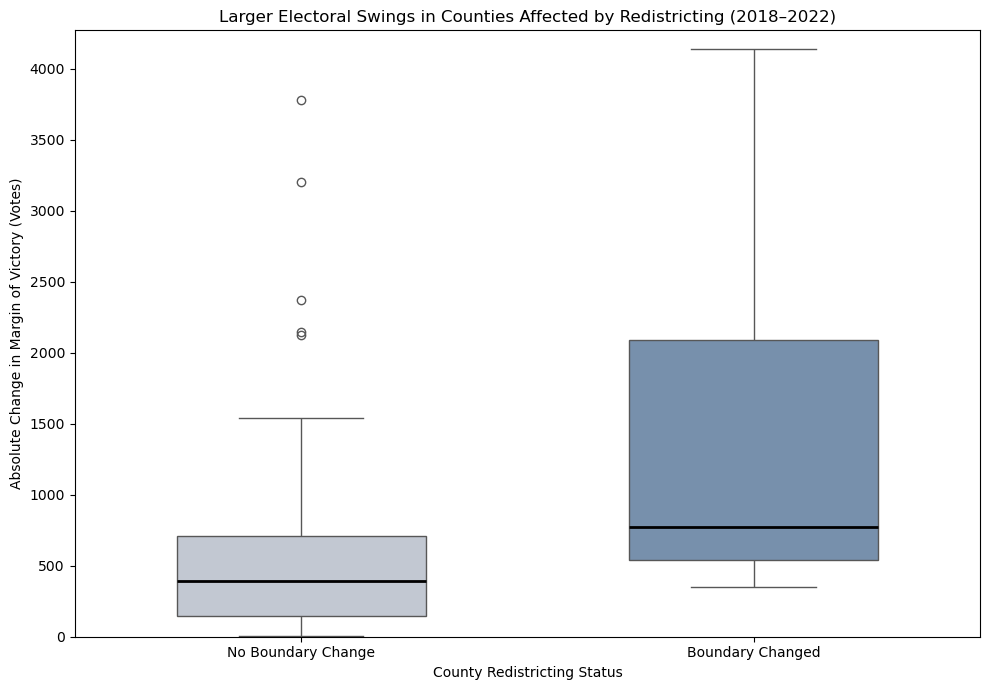 Larger Electoral Swings in Counties Affected by Redistricting (2018–2022)
Absolute Change in Margin of Victory (Votes)
4000
3500
3000
2500
2000
1500
1000
500
0
No Boundary Change
Boundary Changed
County Redistricting Status